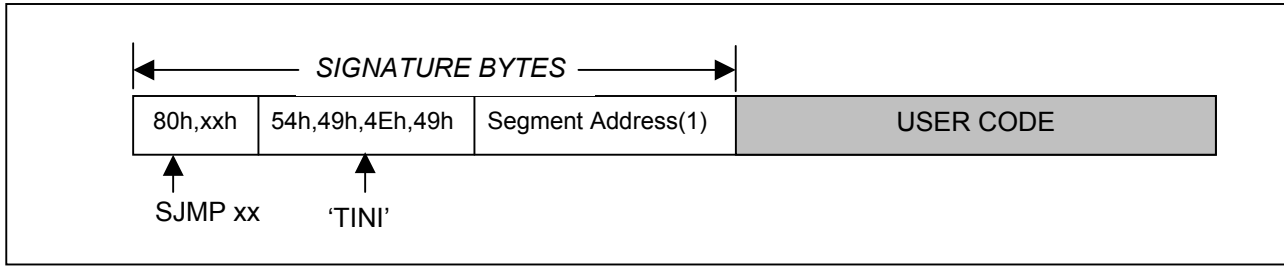 SIGNATURE BYTES
80h,xxh 54h,49h,4Eh,49h Segment Address(1) USER CODE
SJMP xx ‘TINI’